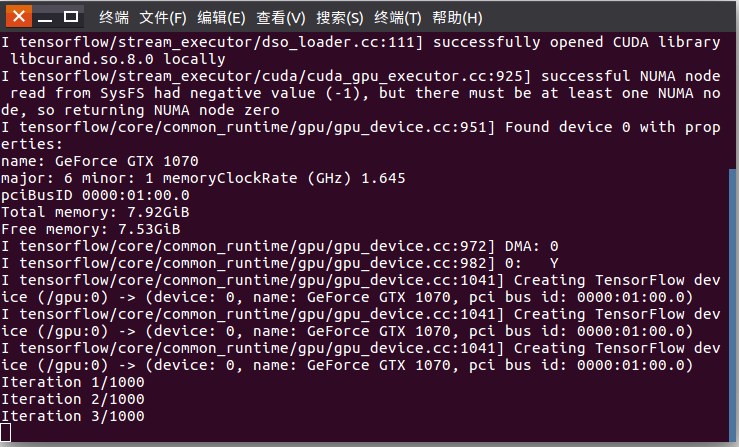 终端 文件(F) 编辑(E) 查看(V) 搜索(S) 终端(T) 帮助(H)
I tensorflow/stream_executor/dso_loader.cc:111] successfully opened CUDA library
 libcurand.so.8.0 locally
I tensorflow/stream_executor/cuda/cuda_gpu_executor.cc:925] successful NUMA node
 read from SysFS had negative value (-1), but there must be at least one NUMA no
de, so returning NUMA node zero
I tensorflow/core/common_runtime/gpu/gpu_device.cc:951] Found device 0 with prop
erties:
name: GeForce GTX 1070
major: 6 minor: 1 memoryClockRate (GHz) 1.645
pciBusID 0000:01:00.0
Total memory: 7.92GiB
Free memory: 7.53GiB
I tensorflow/core/common_runtime/gpu/gpu_device.cc:972] DMA: 0
I tensorflow/core/common_runtime/gpu/gpu_device.cc:982] 0:   Y
I tensorflow/core/common_runtime/gpu/gpu_device.cc:1041] Creating TensorFlow dev
ice (/gpu:0) -> (device: 0, name: GeForce GTX 1070, pci bus id: 0000:01:00.0)
I tensorflow/core/common_runtime/gpu/gpu_device.cc:1041] Creating TensorFlow dev
ice (/gpu:0) -> (device: 0, name: GeForce GTX 1070, pci bus id: 0000:01:00.0)
I tensorflow/core/common_runtime/gpu/gpu_device.cc:1041] Creating TensorFlow dev
ice (/gpu:0) -> (device: 0, name: GeForce GTX 1070, pci bus id: 0000:01:00.0)
Iteration 1/1000
Iteration 2/1000
Iteration 3/1000